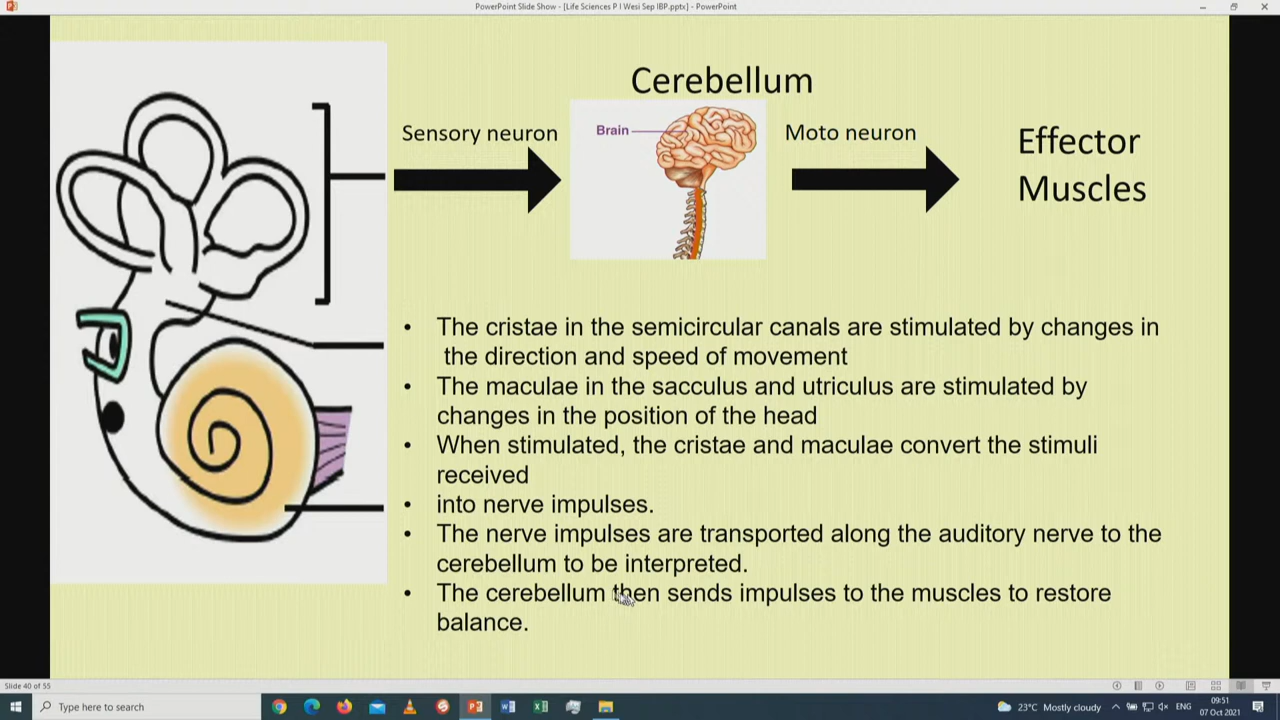 PowerPoint Slide Show - [Life Sciences P I Wesi Sep IBP.pptx] - PowerPoint
Cerebellum
Sensory neuron
Brain
Moto neuron
Effector
Muscles
• The cristae in the semicircular canals are stimulated by changes in
the direction and speed of movement
• The maculae in the sacculus and utriculus are stimulated by
changes in the position of the head
• When stimulated, the cristae and maculae convert the stimuli
received
• into nerve impulses.
• The nerve impulses are transported along the auditory nerve to the
cerebellum to be interpreted.
• The cerebellum then sends impulses to the muscles to restore
balance.
Slide 40 of 55
Type here to search
23°C Mostly cloudy
ENG
09:51
07 Oct 2021